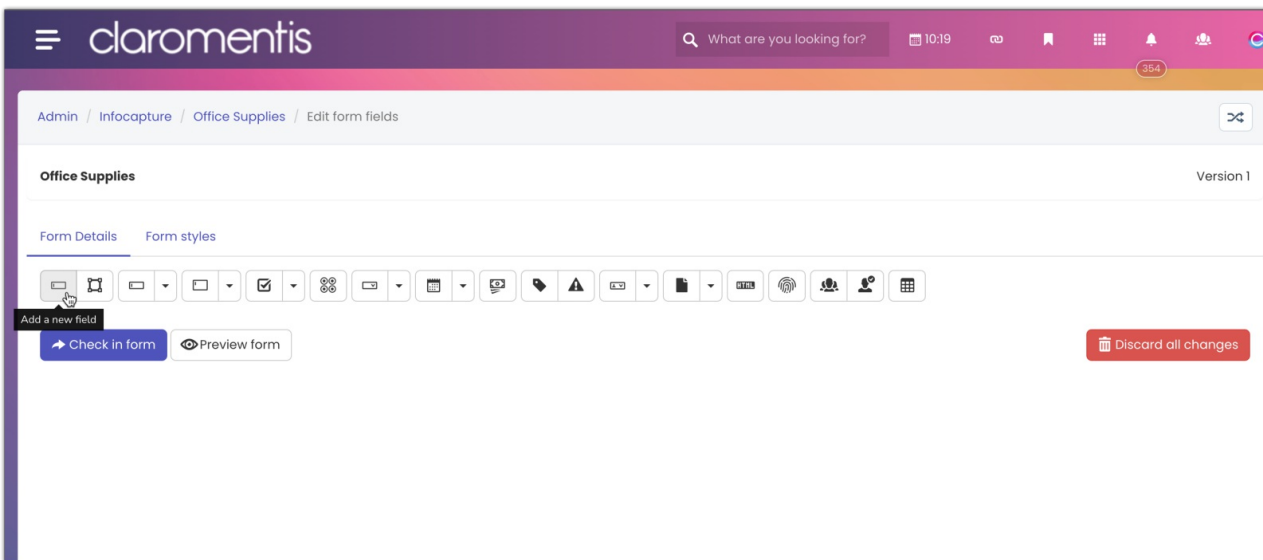 claromentis
What are you looking for?
10:19
354
Admin / Infocapture / Office Supplies / Edit form fields
Office Supplies
Version 1
Form Details
Form styles
HTML
Add a new field
Check in form
Preview form
Discard all changes